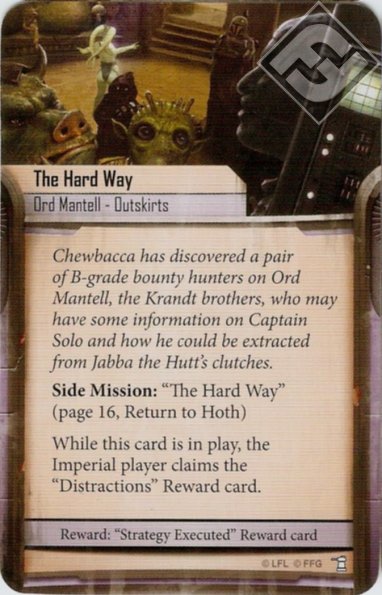 The Hard Way
Ord Mantell - Outskirts
Chewbacca has discovered a pair
of B-grade bounty hunters on Ord
Mantell, the Krandt brothers, who may
have some information on Captain
Solo and how he could be extracted
from Jabba the Hutt’s clutches.
Side Mission: “The Hard Way”
(page 16, Return to Hoth)
While this card is in play, the
Imperial player claims the
“Distractions” Reward card.
Reward: “Strategy Executed” Reward card
© LFL © FFG